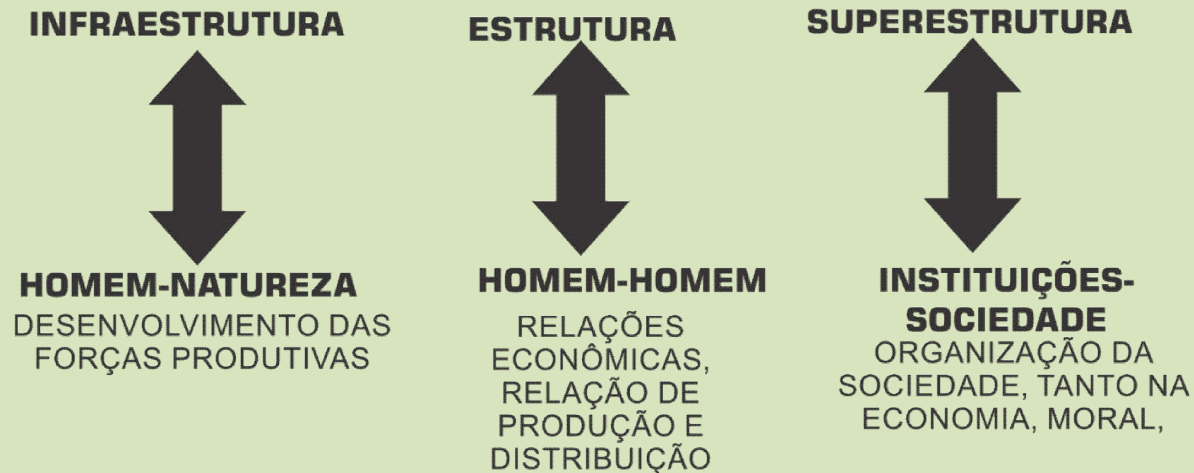 INFRAESTRUTURA
HOMEM-NATUREZA
DESENVOLVIMENTO DAS
FORÇAS PRODUTIVAS
ESTRUTURA
HOMEM-HOMEM
RELAÇÕES
ECONÔMICAS,
RELAÇÃO DE
PRODUÇÃO E
DISTRIBUIÇÃO
SUPERESTRUTURA
INSTITUIÇÕES-
SOCIEDADE
ORGANIZAÇÃO DA
SOCIEDADE, TANTO NA
ECONOMIA, MORAL,